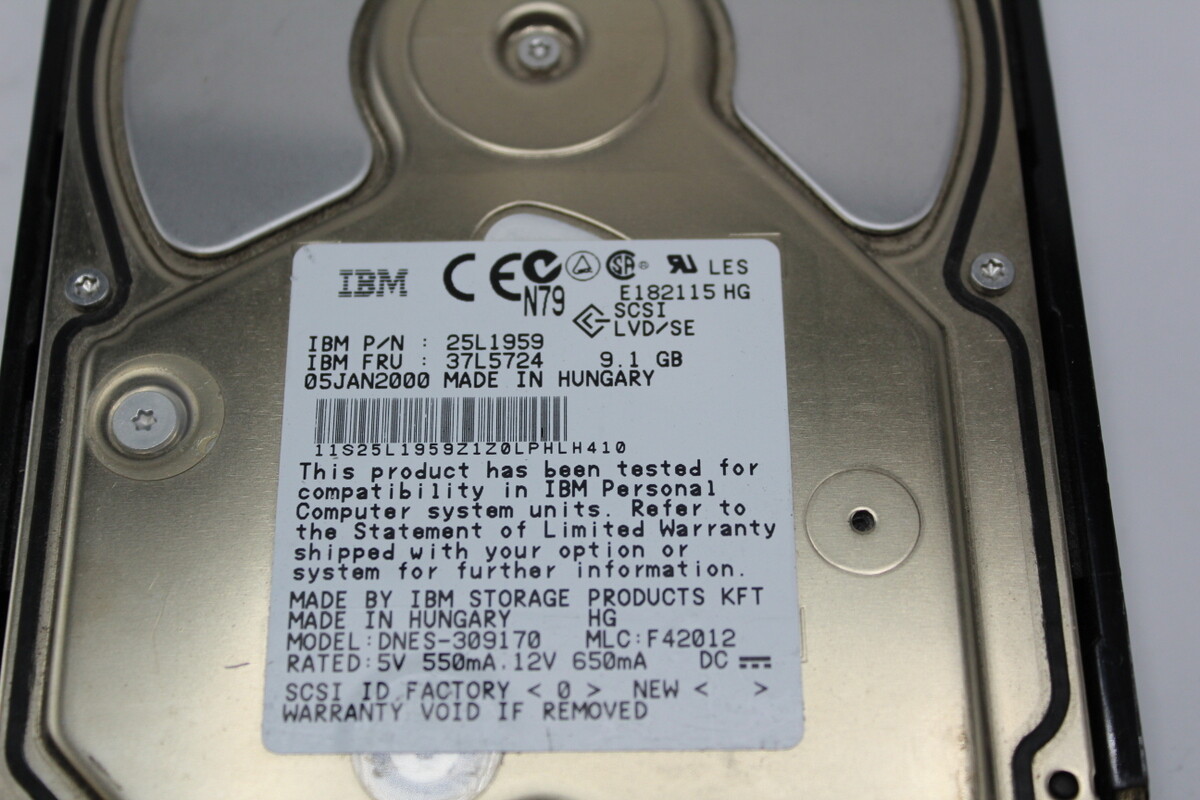 IBM CE N79 SA ® LES
E182115 HG
SCSI
LVD/SE
IBM P/N : 25L1959
IBM FRU : 37L5724 9.1 GB
05JAN2000 MADE IN HUNGARY
11S25L1959Z1Z0LPHLH410
This product has been tested for
compatibility in IBM Personal
Computer system units. Refer to
the Statement of Limited Warranty
shipped with your option or
system for further information.
MADE BY IBM STORAGE PRODUCTS KFT
MADE IN HUNGARY HG
MODEL:DNES-309170 MLC:F42012
RATED:5V 550mA.12V 650mA DC
SCSI ID FACTORY < 0 > NEW < >
WARRANTY VOID IF REMOVED